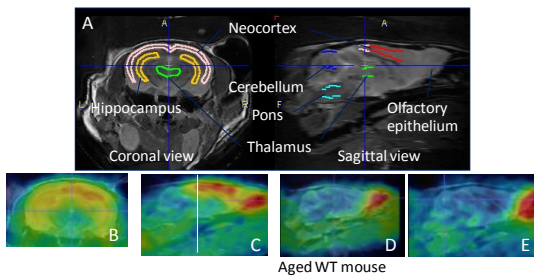 A
A
A
Neocortex
Cerebellum
Hippocampus
Pons
F
Olfactory
epithelium
Thalamus
Coronal view
Sagittal view
B
C
D
E
Aged WT mouse